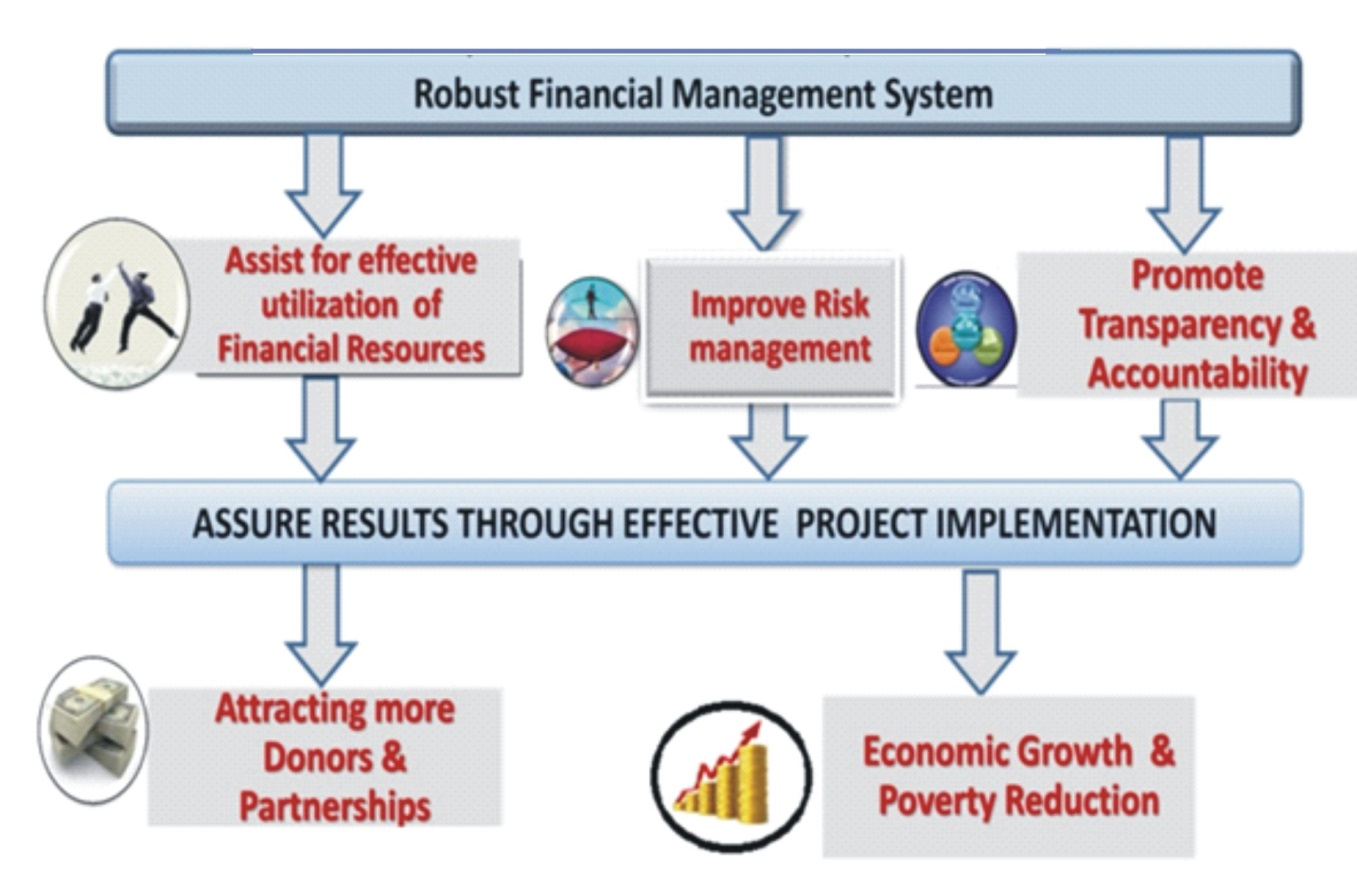 Robust Financial Management System
Assist for effective
utilization of
Financial Resources
Improve Risk
management
Promote
Transparency &
Accountability
ASSURE RESULTS THROUGH EFFECTIVE PROJECT IMPLEMENTATION
Attracting more
Donors &
Partnerships
Economic Growth &
Poverty Reduction